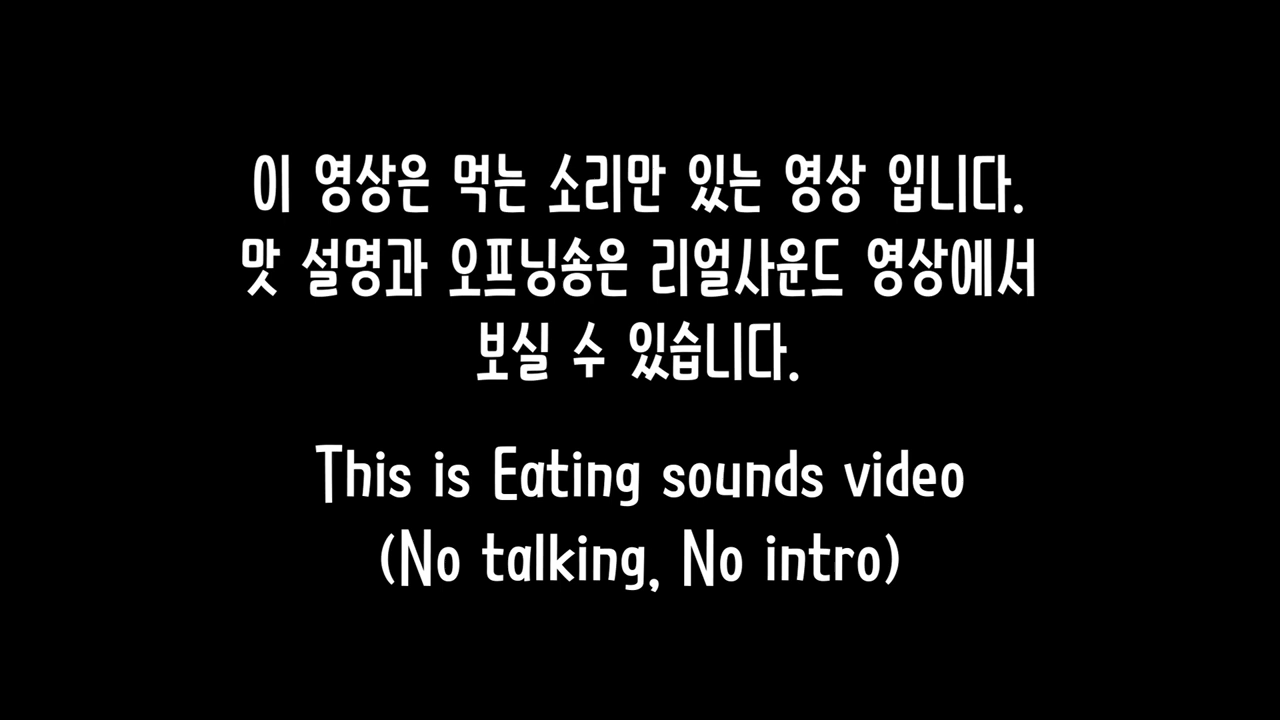 이 영상은 먹는 소리만 있는 영상 입니다.
맛 설명과 오프닝송은 리얼사운드 영상에서
보실 수 있습니다.
This is Eating sounds video
(No talking, No intro)